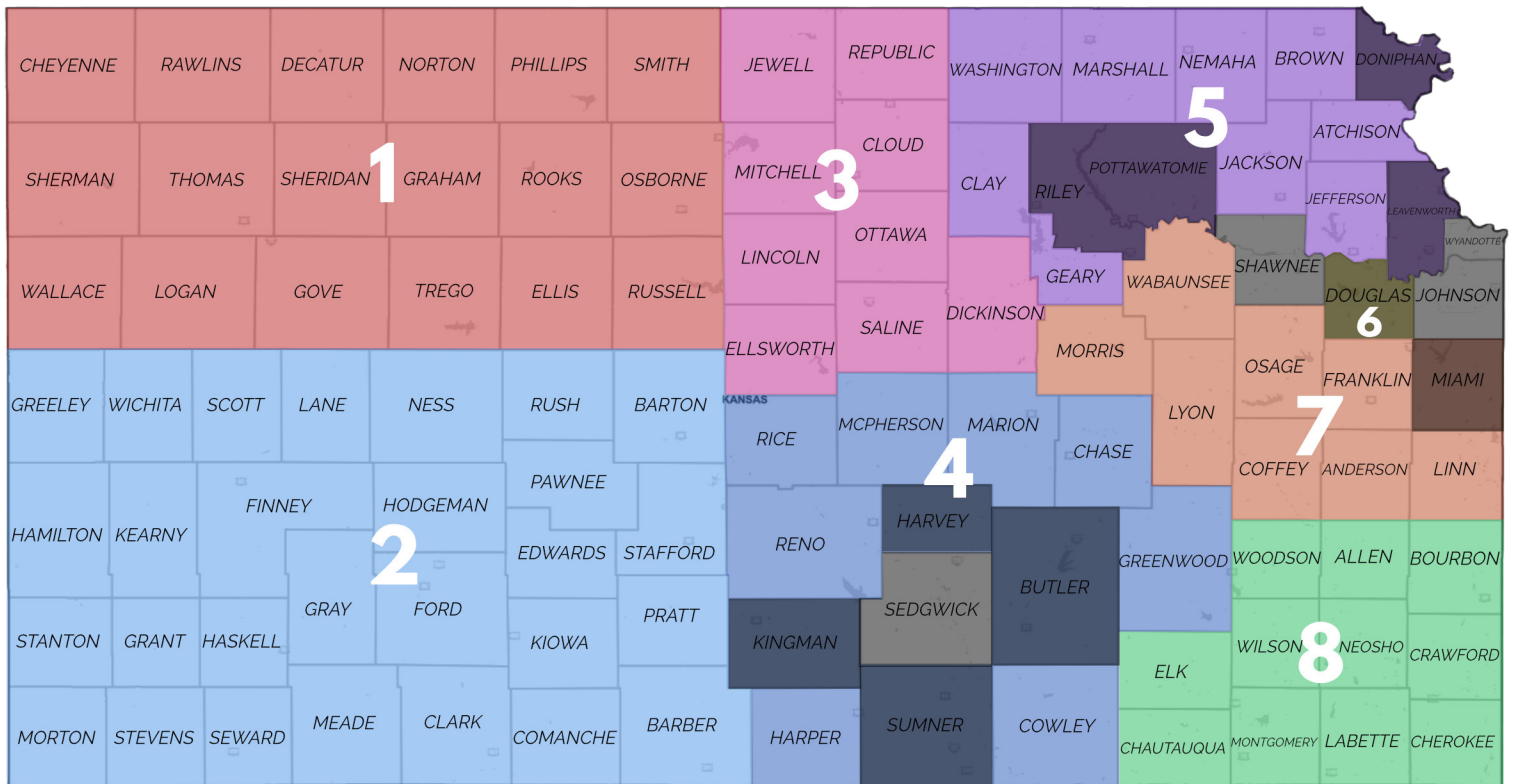 CHEYENNE
RAWLINS
DECATUR
NORTON
PHILLIPS
SMITH
JEWELL
REPUBLIC
WASHINGTON
MARSHALL
NEMAHA
BROWN
DONIPHAN
5
SHERMAN
THOMAS
SHERIDAN
1
GRAHAM
ROOKS
OSBORNE
MITCHELL
3
CLOUD
CLAY
RILEY
POTTAWATOMIE
JACKSON
ATCHISON
JEFFERSON
LEAVENWORTH
WYANDOTTE
LINCOLN
OTTAWA
GEARY
WABAUNSEE
SHAWNEE
DOUGLAS
6
JOHNSON
WALLACE
LOGAN
GOVE
TREGO
ELLIS
RUSSELL
ELLSWORTH
SALINE
DICKINSON
MORRIS
OSAGE
FRANKLIN
MIAMI
7
GREELEY
WICHITA
SCOTT
LANE
NESS
RUSH
BARTON
KANSAS
RICE
MCPHERSON
MARION
4
CHASE
LYON
COFFEY
ANDERSON
LINN
HAMILTON
KEARNY
FINNEY
HODGEMAN
2
PAWNEE
EDWARDS
STAFFORD
RENO
HARVEY
SEDGWICK
BUTLER
GREENWOOD
WOODSON
ALLEN
BOURBON
STANTON
GRANT
HASKELL
GRAY
FORD
KIOWA
PRATT
KINGMAN
ELK
WILSON
8
NEOSHO
CRAWFORD
MORTON
STEVENS
SEWARD
MEADE
CLARK
COMANCHE
BARBER
HARPER
SUMNER
COWLEY
CHAUTAUQUA
MONTGOMERY
LABETTE
CHEROKEE